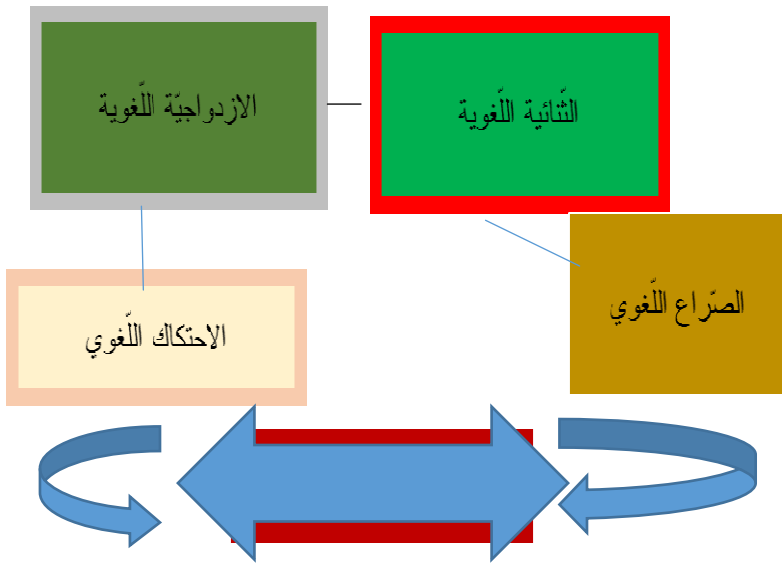 الثّنائية اللّغوية
الازدواجيّة اللّغوية
الصّراع اللّغوي
الاحتكاك اللّغوي